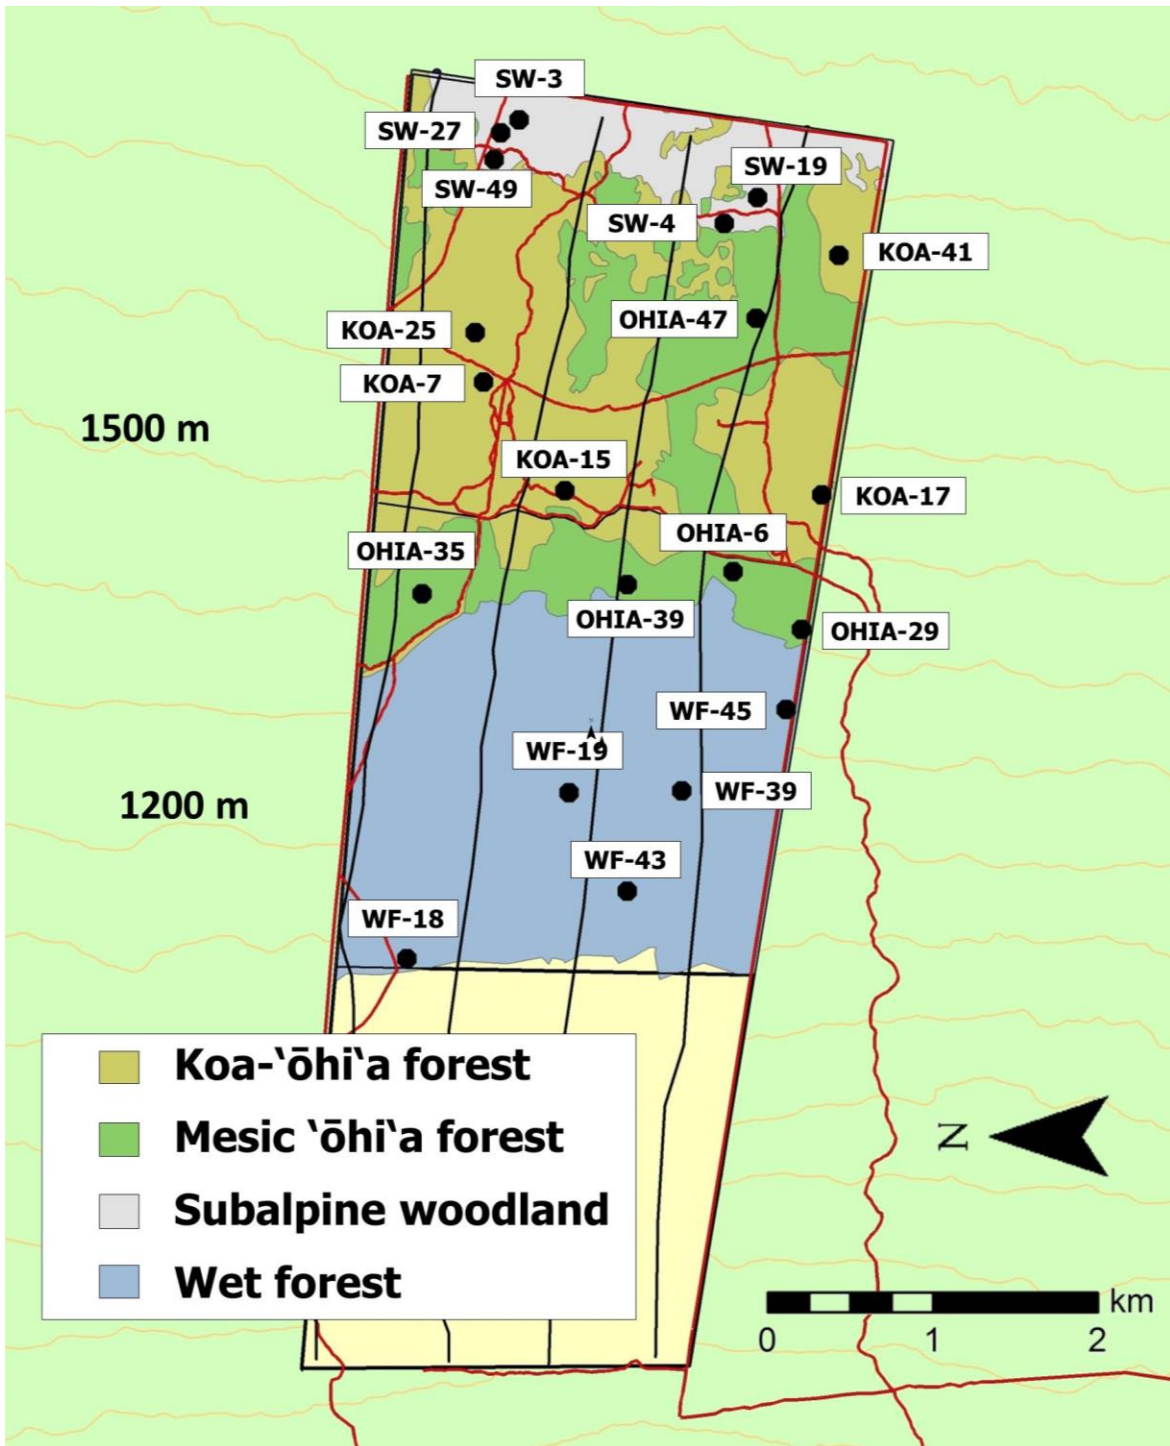 SW-3
SW-27
SW-49
SW-19
SW-4
KOA-41
OHIA-47
KOA-25
KOA-7
1500 m
KOA-15
KOA-17
OHIA-6
OHIA-35
OHIA-39
OHIA-29
WF-45
WF-19
WF-39
1200 m
WF-43
WF-18
Koa-ʻōhiʻa forest
Mesic ʻōhiʻa forest
Subalpine woodland
Wet forest
N
km
0 1 2